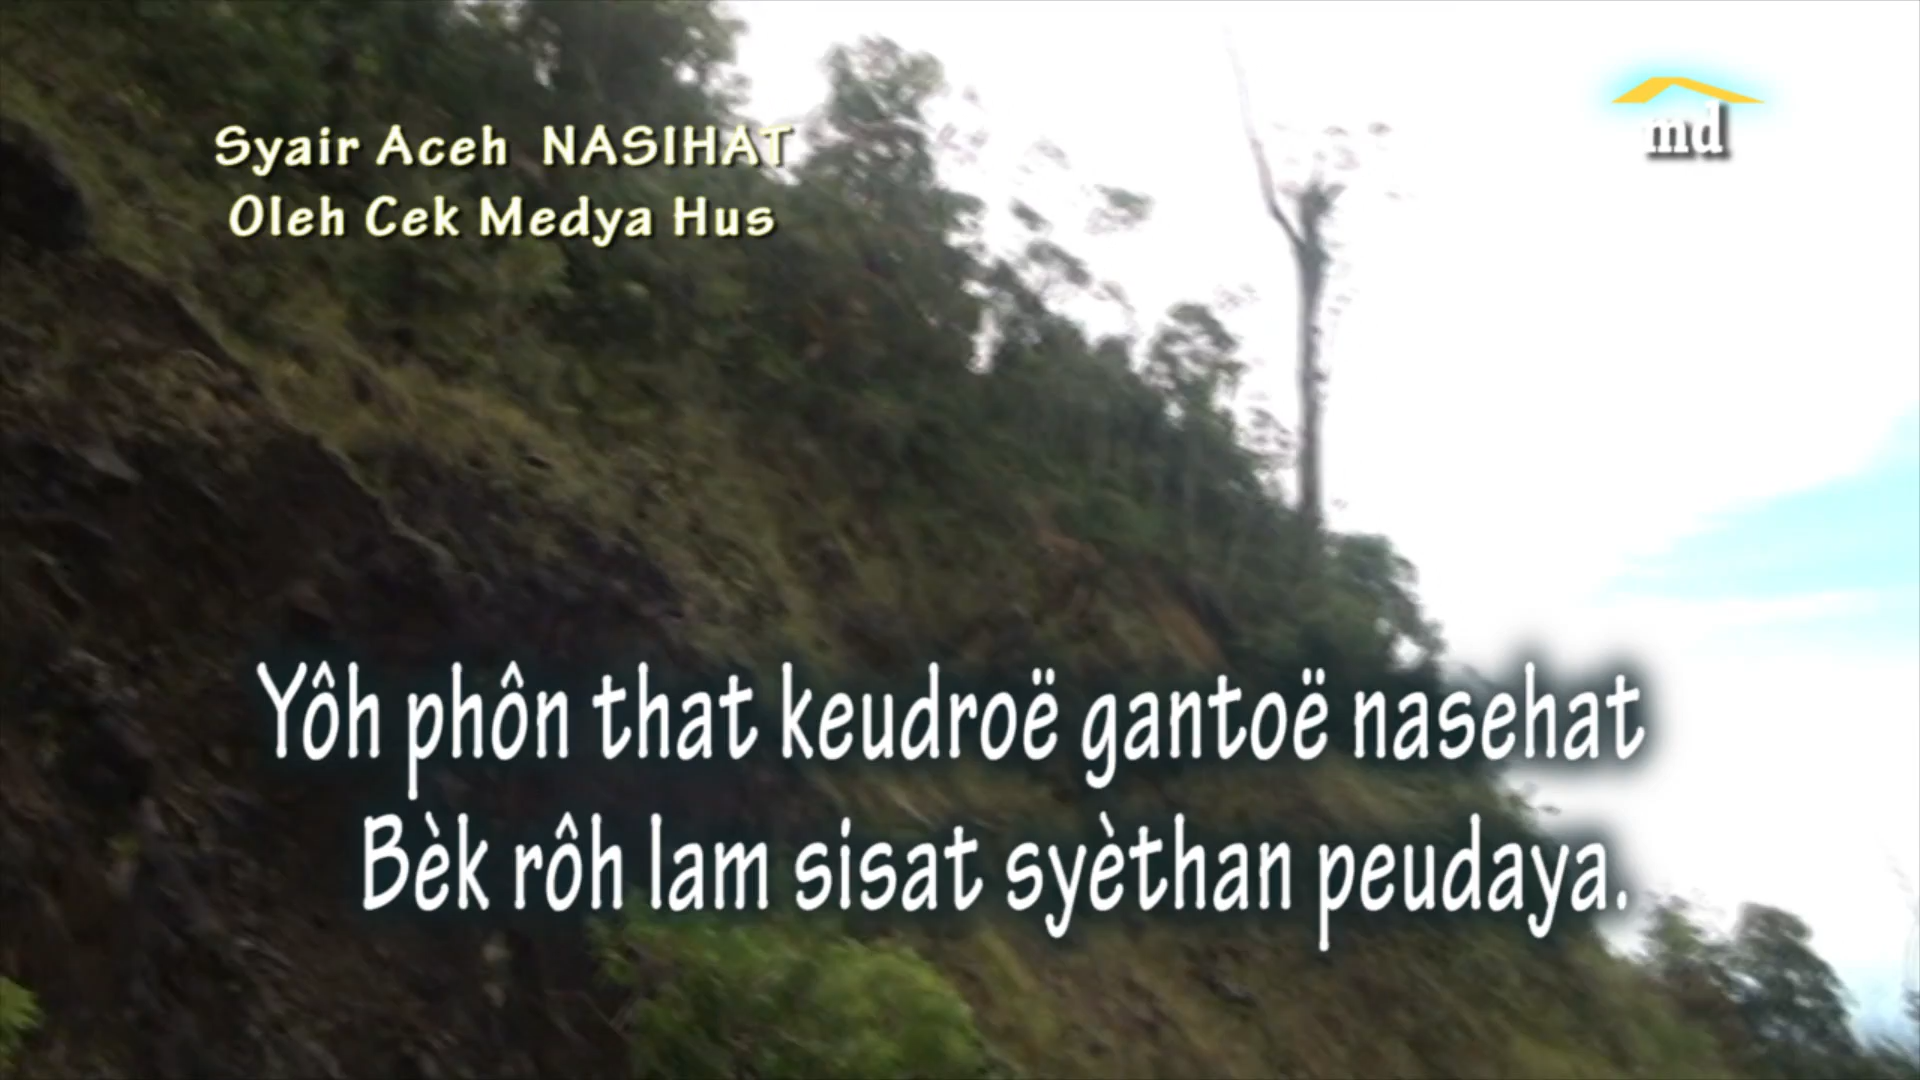 Syair Aceh NASIHAT
Oleh Cek Medya Hus
md
Yôh phôn that keudroë gantoë nasehat
Bèk rôh lam sisat syèthan peudaya.